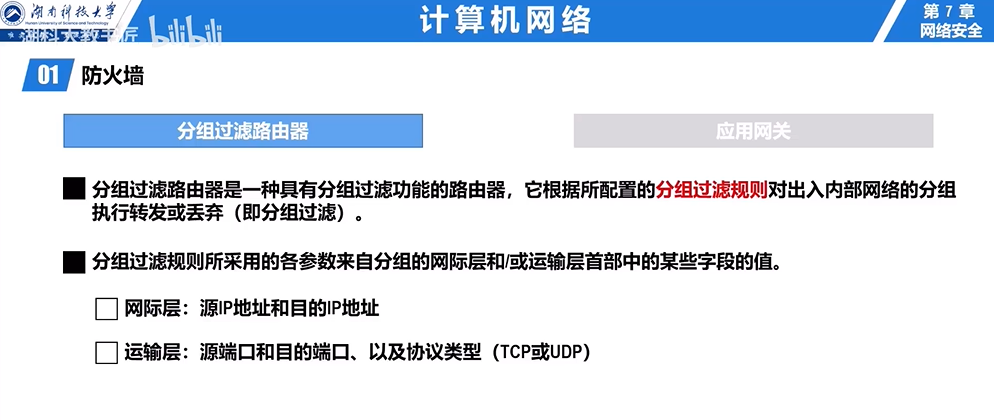 湖南科技大学
Hunan University of Science and Technology
湖科大教书匠
bilibili
计算机网络
第 7 章
网络安全
01 防火墙
分组过滤路由器
应用网关
分组过滤路由器是一种具有分组过滤功能的路由器，它根据所配置的分组过滤规则对出入内部网络的分组
执行转发或丢弃（即分组过滤）。
分组过滤规则所采用的各参数来自分组的网际层和/或运输层首部中的某些字段的值。
网际层：源IP地址和目的IP地址
运输层：源端口和目的端口、以及协议类型（TCP或UDP）